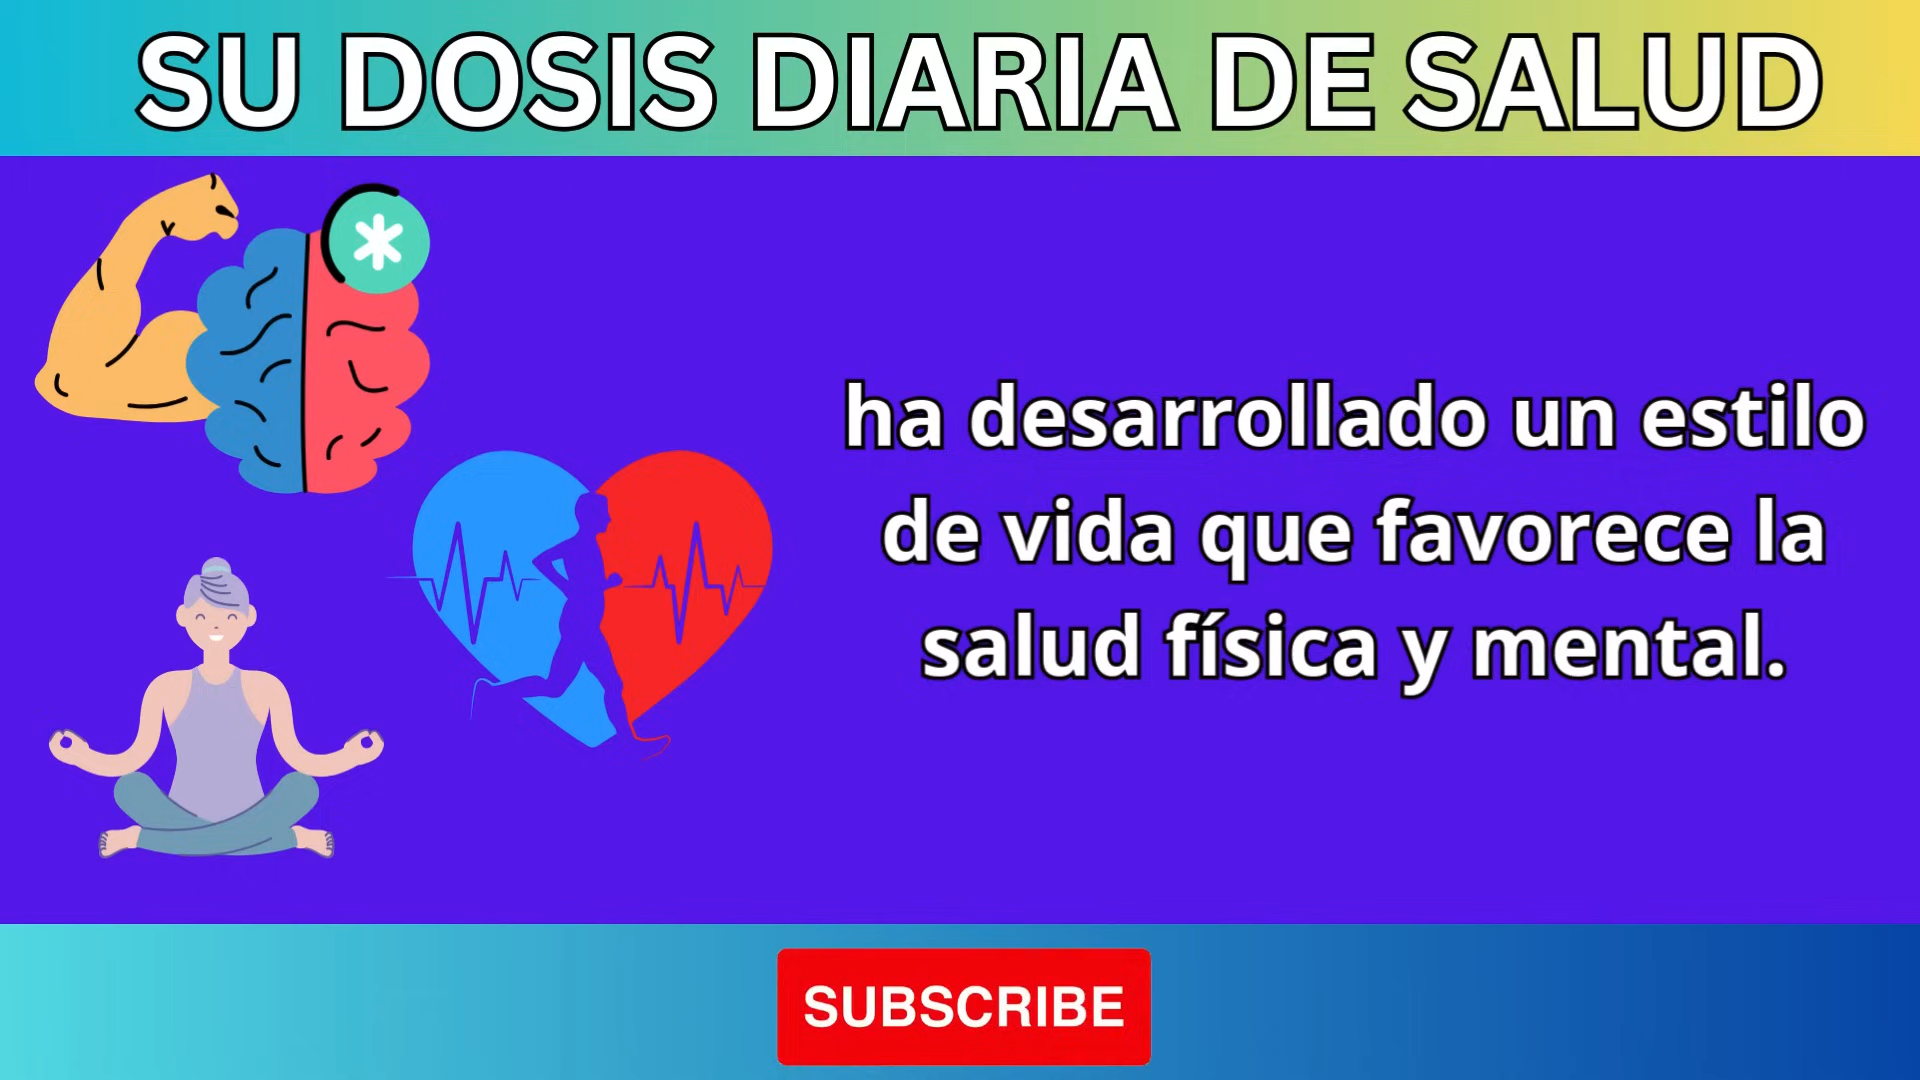 SU DOSIS DIARIA DE SALUD
ha desarrollado un estilo
de vida que favorece la
salud física y mental.
SUBSCRIBE